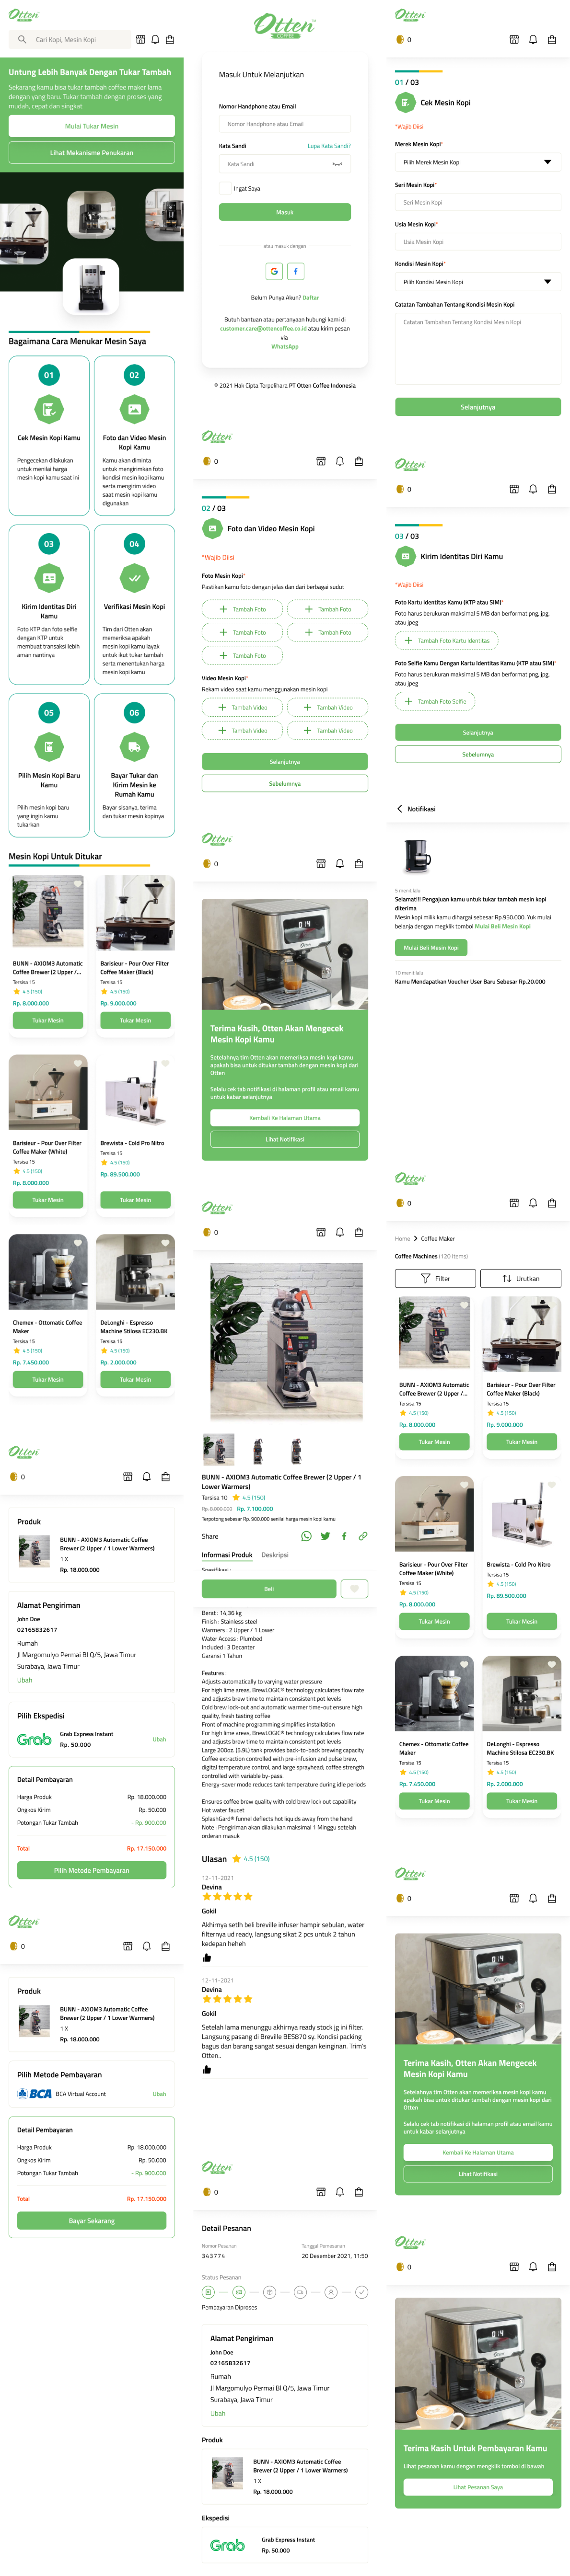 Otten
COFFEE
Cari Kopi, Mesin Kopi
Untung Lebih Banyak Dengan Tukar Tambah
Sekarang kamu bisa tukar tambah coffee maker lama
dengan yang baru. Tukar tambah dengan proses yang
mudah, cepat dan singkat
Mulai Tukar Mesin
Lihat Mekanisme Penukaran
Bagaimana Cara Menukar Mesin Saya
01
Cek Mesin Kopi Kamu
Pengecekan dilakukan
untuk menilai harga
mesin kopi kamu saat ini
02
Foto dan Video Mesin
Kopi Kamu
Kamu akan diminta
untuk mengirimkan foto
kondisi mesin kopi kamu
serta mengirim video
saat mesin kopi kamu
digunakan
03
Kirim Identitas Diri
Kamu
Foto KTP dan foto selfie
dengan KTP untuk
membuat transaksi lebih
aman nantinya
04
Verifikasi Mesin Kopi
Tim dari Otten akan
memeriksa apakah
mesin kopi kamu layak
untuk ikut tukar tambah
serta menentukan harga
mesin kopi kamu
05
Pilih Mesin Kopi Baru
Kamu
Pilih mesin kopi baru
yang ingin kamu
tukarkan
06
Bayar Tukar dan
Kirim Mesin ke
Rumah Kamu
Bayar sisanya, terima
dan tukar mesin kopinya
Mesin Kopi Untuk Ditukar
BUNN - AXIOM3 Automatic
Coffee Brewer (2 Upper /...
Tersisa 15
4.5 (150)
Rp. 8.000.000
Tukar Mesin
Barisieur - Pour Over Filter
Coffee Maker (Black)
Tersisa 15
4.5 (150)
Rp. 9.000.000
Tukar Mesin
Barisieur - Pour Over Filter
Coffee Maker (White)
Tersisa 15
4.5 (150)
Rp. 8.000.000
Tukar Mesin
Brewista - Cold Pro Nitro
Tersisa 15
4.5 (150)
Rp. 89.500.000
Tukar Mesin
Chemex - Ottomatic Coffee
Maker
Tersisa 15
4.5 (150)
Rp. 7.450.000
Tukar Mesin
DeLonghi - Espresso
Machine Stilosa EC230.BK
Tersisa 15
4.5 (150)
Rp. 2.000.000
Tukar Mesin
Otten
0
Produk
BUNN - AXIOM3 Automatic Coffee
Brewer (2 Upper / 1 Lower Warmers)
1 X
Rp. 18.000.000
Alamat Pengiriman
John Doe
02165832617
Rumah
Jl Margomulyo Permai Bl Q/5, Jawa Timur
Surabaya, Jawa Timur
Ubah
Pilih Ekspedisi
Grab
Grab Express Instant
Rp. 50.000
Ubah
Detail Pembayaran
Harga Produk Rp. 18.000.000
Ongkos Kirim Rp. 50.000
Potongan Tukar Tambah - Rp. 900.000
Total Rp. 17.150.000
Pilih Metode Pembayaran
Otten
0
Produk
BUNN - AXIOM3 Automatic Coffee
Brewer (2 Upper / 1 Lower Warmers)
1 X
Rp. 18.000.000
Pilih Metode Pembayaran
BCA BCA Virtual Account Ubah
Detail Pembayaran
Harga Produk Rp. 18.000.000
Ongkos Kirim Rp. 50.000
Potongan Tukar Tambah - Rp. 900.000
Total Rp. 17.150.000
Bayar Sekarang
Otten
COFFEE
Masuk Untuk Melanjutkan
Nomor Handphone atau Email
Nomor Handphone atau Email
Kata Sandi Lupa Kata Sandi?
Kata Sandi
Ingat Saya
Masuk
atau masuk dengan
Belum Punya Akun? Daftar
Butuh bantuan atau pertanyaan hubungi kami di
customer.care@ottencoffee.co.id atau kirim pesan
via
WhatsApp
© 2021 Hak Cipta Terpelihara PT Otten Coffee Indonesia
Otten
0
02 / 03
Foto dan Video Mesin Kopi
*Wajib Diisi
Foto Mesin Kopi*
Pastikan kamu foto dengan jelas dan dari berbagai sudut
Tambah Foto Tambah Foto
Tambah Foto Tambah Foto
Tambah Foto
Video Mesin Kopi*
Rekam video saat kamu menggunakan mesin kopi
Tambah Video Tambah Video
Tambah Video Tambah Video
Selanjutnya
Sebelumnya
Otten
0
Terima Kasih, Otten Akan Mengecek
Mesin Kopi Kamu
Setelahnya tim Otten akan memeriksa mesin kopi kamu
apakah bisa untuk ditukar tambah dengan mesin kopi dari
Otten
Selalu cek tab notifikasi di halaman profil atau email kamu
untuk kabar selanjutnya
Kembali Ke Halaman Utama
Lihat Notifikasi
Otten
0
BUNN - AXIOM3 Automatic Coffee Brewer (2 Upper / 1
Lower Warmers)
Tersisa 10 4.5 (150)
Rp. 8.000.000 Rp. 7.100.000
Terpotong sebesar Rp. 900.000 senilai harga mesin kopi kamu
Share
Informasi Produk Deskripsi
Spesifikasi :
Beli
Berat : 14,36 kg
Finish : Stainless steel
Warmers : 2 Upper / 1 Lower
Water Access : Plumbed
Included : 3 Decanter
Garansi 1 Tahun
Features :
Adjusts automatically to varying water pressure
For high lime areas, BrewLOGIC® technology calculates flow rate
and adjusts brew time to maintain consistent pot levels
Cold brew lock-out and automatic warmer time-out ensure high
quality, fresh tasting coffee
Front of machine programming simplifies installation
For high lime areas, BrewLOGIC® technology calculates flow rate
and adjusts brew time to maintain consistent pot levels
Large 200oz. (5.9L) tank provides back-to-back brewing capacity
Coffee extraction controlled with pre-infusion and pulse brew,
digital temperature control, and large sprayhead; coffee strength
controlled with variable by-pass.
Energy-saver mode reduces tank temperature during idle periods
Ensures coffee brew quality with cold brew lock out capability
Hot water faucet
SplashGard® funnel deflects hot liquids away from the hand
Note : Pengiriman akan dilakukan maksimal 1 Minggu setelah
orderan masuk
Ulasan 4.5 (150)
12-11-2021
Devina
Gokil
Akhirnya setlh beli breville infuser hampir sebulan, water
filternya ud ready, langsung sikat 2 pcs untuk 2 tahun
kedepan heheh
12-11-2021
Devina
Gokil
Setelah lama menunggu akhirnya ready stock jg ini filter.
Langsung pasang di Breville BES870 sy. Kondisi packing
bagus dan barang sangat sesuai dengan keinginan. Trim's
Otten..
Otten
0
Detail Pesanan
Nomor Pesanan Tanggal Pemesanan
343774 20 Desember 2021, 11:50
Status Pesanan
Pembayaran Diproses
Alamat Pengiriman
John Doe
02165832617
Rumah
Jl Margomulyo Permai Bl Q/5, Jawa Timur
Surabaya, Jawa Timur
Ubah
Produk
BUNN - AXIOM3 Automatic Coffee
Brewer (2 Upper / 1 Lower Warmers)
1 X
Rp. 18.000.000
Ekspedisi
Grab
Grab Express Instant
Rp. 50.000
Otten
0
01 / 03
Cek Mesin Kopi
*Wajib Diisi
Merek Mesin Kopi*
Pilih Merek Mesin Kopi
Seri Mesin Kopi*
Seri Mesin Kopi
Usia Mesin Kopi*
Usia Mesin Kopi
Kondisi Mesin Kopi*
Pilih Kondisi Mesin Kopi
Catatan Tambahan Tentang Kondisi Mesin Kopi
Catatan Tambahan Tentang Kondisi Mesin Kopi
Selanjutnya
Otten
0
03 / 03
Kirim Identitas Diri Kamu
*Wajib Diisi
Foto Kartu Identitas Kamu (KTP atau SIM)*
Foto harus berukuran maksimal 5 MB dan berformat png, jpg,
atau jpeg
Tambah Foto Kartu Identitas
Foto Selfie Kamu Dengan Kartu Identitas Kamu (KTP atau SIM)*
Foto harus berukuran maksimal 5 MB dan berformat png, jpg,
atau jpeg
Tambah Foto Selfie
Selanjutnya
Sebelumnya
Notifikasi
5 menit lalu
Selamat!!! Pengajuan kamu untuk tukar tambah mesin kopi
diterima
Mesin kopi milik kamu dihargai sebesar Rp.950.000. Yuk mulai
belanja dengan megklik tombol Mulai Beli Mesin Kopi
Mulai Beli Mesin Kopi
10 menit lalu
Kamu Mendapatkan Voucher User Baru Sebesar Rp.20.000
Otten
0
Home > Coffee Maker
Coffee Machines (120 Items)
Filter Urutkan
BUNN - AXIOM3 Automatic
Coffee Brewer (2 Upper /...
Tersisa 15
4.5 (150)
Rp. 8.000.000
Tukar Mesin
Barisieur - Pour Over Filter
Coffee Maker (Black)
Tersisa 15
4.5 (150)
Rp. 9.000.000
Tukar Mesin
Barisieur - Pour Over Filter
Coffee Maker (White)
Tersisa 15
4.5 (150)
Rp. 8.000.000
Tukar Mesin
Brewista - Cold Pro Nitro
Tersisa 15
4.5 (150)
Rp. 89.500.000
Tukar Mesin
Chemex - Ottomatic Coffee
Maker
Tersisa 15
4.5 (150)
Rp. 7.450.000
Tukar Mesin
DeLonghi - Espresso
Machine Stilosa EC230.BK
Tersisa 15
4.5 (150)
Rp. 2.000.000
Tukar Mesin
Otten
0
Terima Kasih, Otten Akan Mengecek
Mesin Kopi Kamu
Setelahnya tim Otten akan memeriksa mesin kopi kamu
apakah bisa untuk ditukar tambah dengan mesin kopi dari
Otten
Selalu cek tab notifikasi di halaman profil atau email kamu
untuk kabar selanjutnya
Kembali Ke Halaman Utama
Lihat Notifikasi
Otten
0
Terima Kasih Untuk Pembayaran Kamu
Lihat pesanan kamu dengan mengklik tombol di bawah
Lihat Pesanan Saya